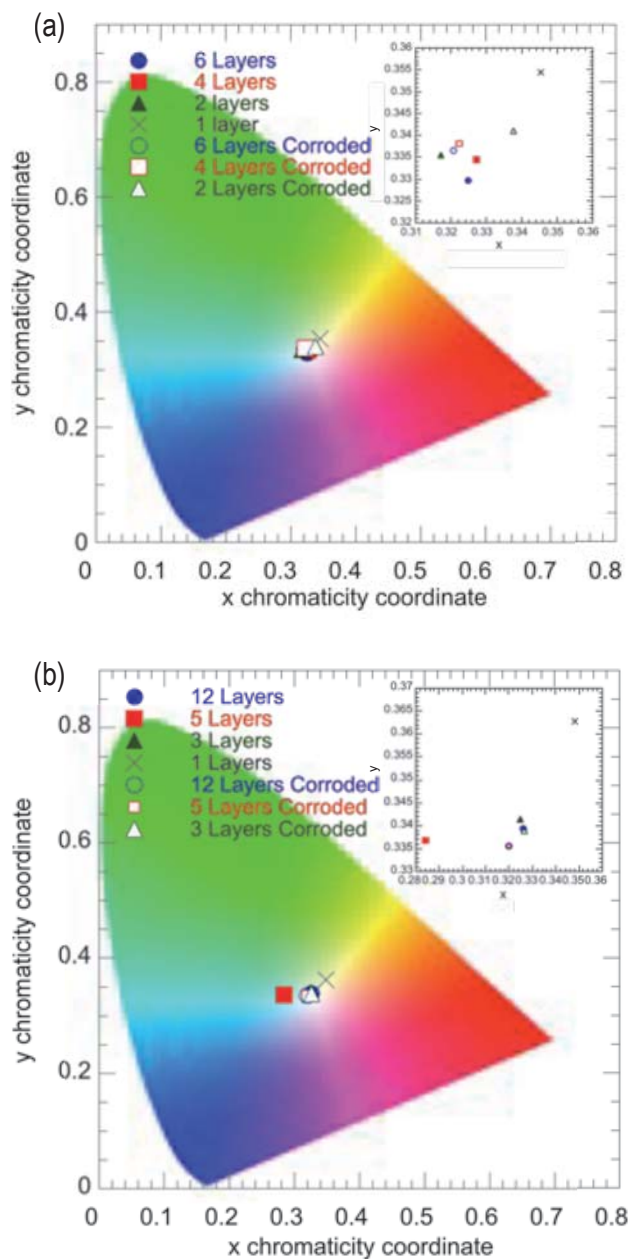 (a)
6 Layers
4 Layers
2 layers
1 layer
6 Layers Corroded
4 Layers Corroded
2 Layers Corroded
0.8
0.6
0.4
0.2
0
y chromaticity coordinate
0 0.1 0.2 0.3 0.4 0.5 0.6 0.7 0.8
x chromaticity coordinate
0.36
0.355
0.35
0.345
0.34
0.335
0.33
0.325
0.32
y
0.31 0.32 0.33 0.34 0.35 0.36
x
(b)
12 Layers
5 Layers
3 Layers
1 Layers
12 Layers Corroded
5 Layers Corroded
3 Layers Corroded
0.8
0.6
0.4
0.2
0
y chromaticity coordinate
0 0.1 0.2 0.3 0.4 0.5 0.6 0.7 0.8
x chromaticity coordinate
0.37
0.365
0.36
0.355
0.35
0.345
0.34
0.335
0.33
y
0.28 0.29 0.3 0.31 0.320 0.33 0.340 0.350 0.36
x